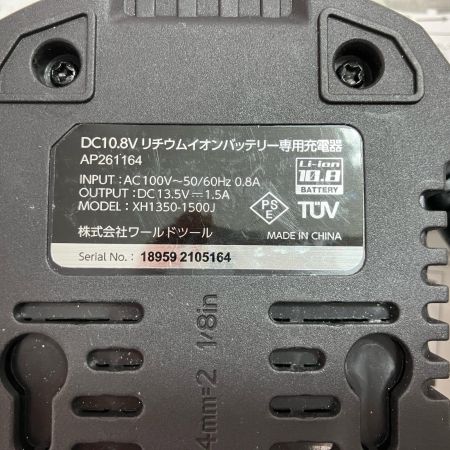 DC10.8V リチウムイオンバッテリー専用充電器
AP261164
INPUT: AC100V~50/60Hz 0.8A
OUTPUT: DC13.5V⎓1.5A
MODEL: XH1350-1500J
Li-ion
10.8
BATTERY
PS
E
TÜV
株式会社ワールドツール
MADE IN CHINA
Serial No.: 18959 2105164
4mm=2 1/8in